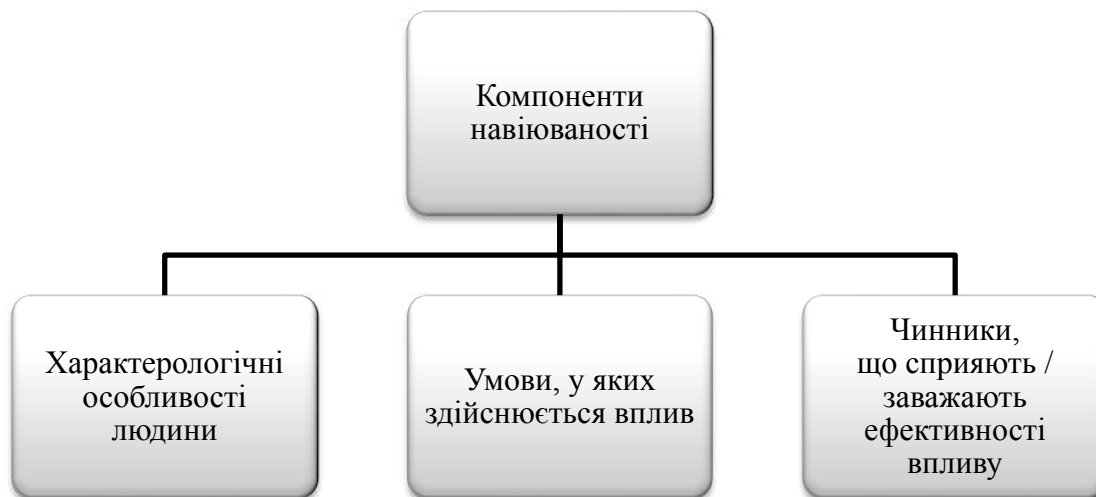 Компоненти
навіюваності
Характерологічні
особливості
людини
Умови, у яких
здійснюється вплив
Чинники,
що сприяють /
заважають
ефективності
впливу